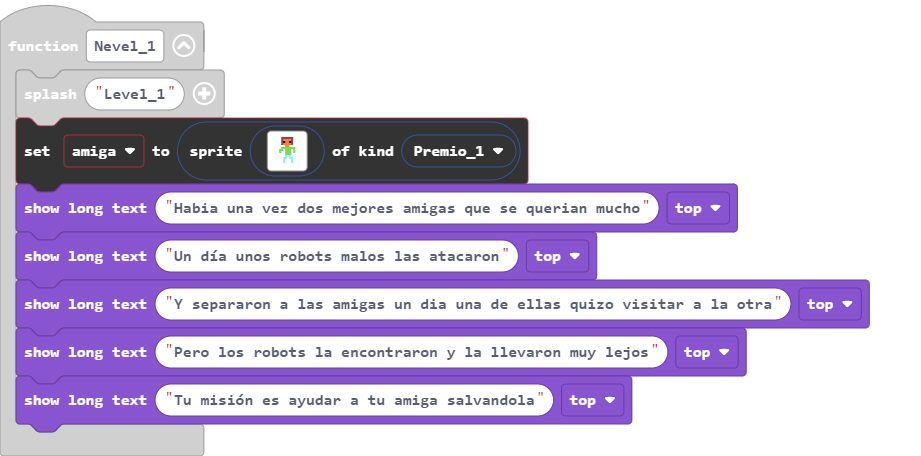 function Nevel_1
splash "Level_1"
set amiga to sprite of kind Premio_1
show long text "Habia una vez dos mejores amigas que se querian mucho" top
show long text "Un día unos robots malos las atacaron" top
show long text "Y separaron a las amigas un dia una de ellas quizo visitar a la otra" top
show long text "Pero los robots la encontraron y la llevaron muy lejos" top
show long text "Tu misión es ayudar a tu amiga salvandola" top